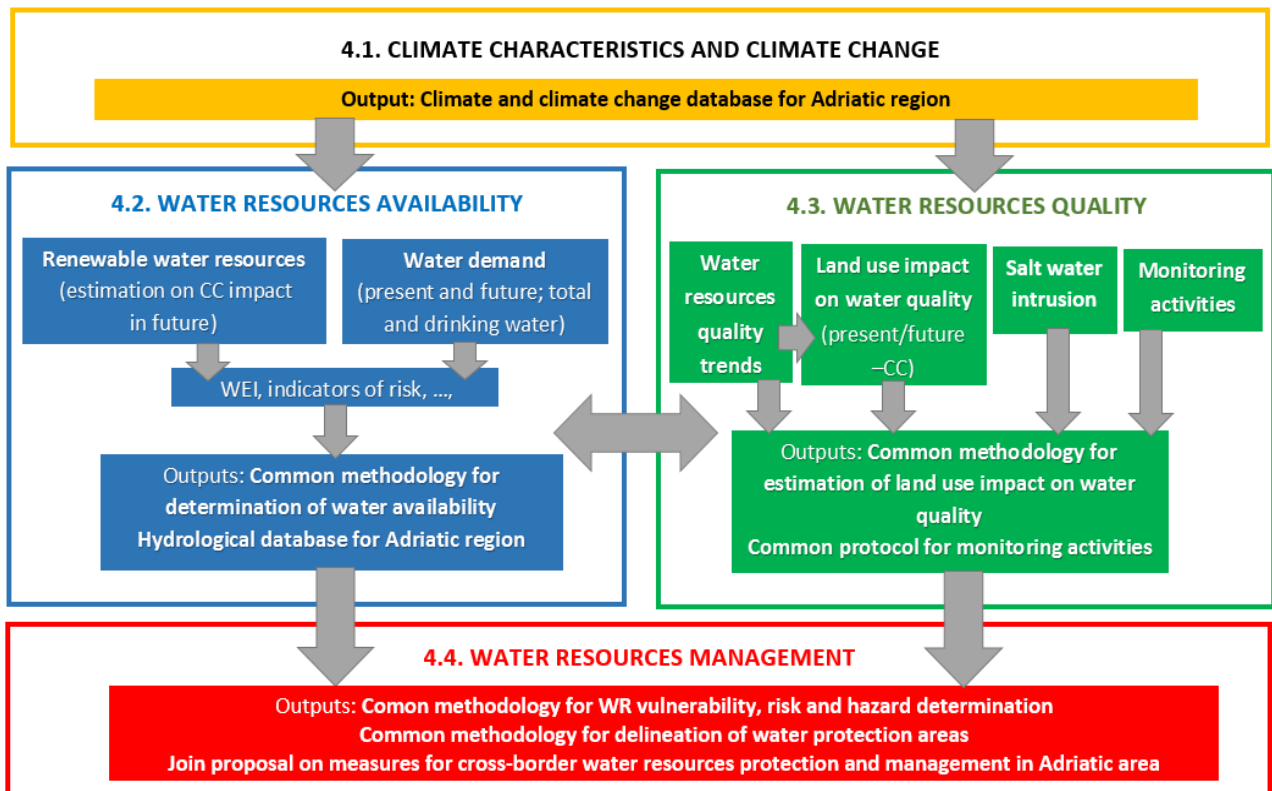 4.1. CLIMATE CHARACTERISTICS AND CLIMATE CHANGE
Output: Climate and climate change database for Adriatic region
4.2. WATER RESOURCES AVAILABILITY
Renewable water resources
(estimation on CC impact
in future)
Water demand
(present and future; total
and drinking water)
WEI, indicators of risk, ...,
Outputs: Common methodology for
determination of water availability
Hydrological database for Adriatic region
4.3. WATER RESOURCES QUALITY
Water
resources
quality
trends
Land use impact
on water quality
(present/future
–CC)
Salt water
intrusion
Monitoring
activities
Outputs: Common methodology for
estimation of land use impact on water
quality
Common protocol for monitoring activities
4.4. WATER RESOURCES MANAGEMENT
Outputs: Comon methodology for WR vulnerability, risk and hazard determination
Common methodology for delineation of water protection areas
Join proposal on measures for cross-border water resources protection and management in Adriatic area